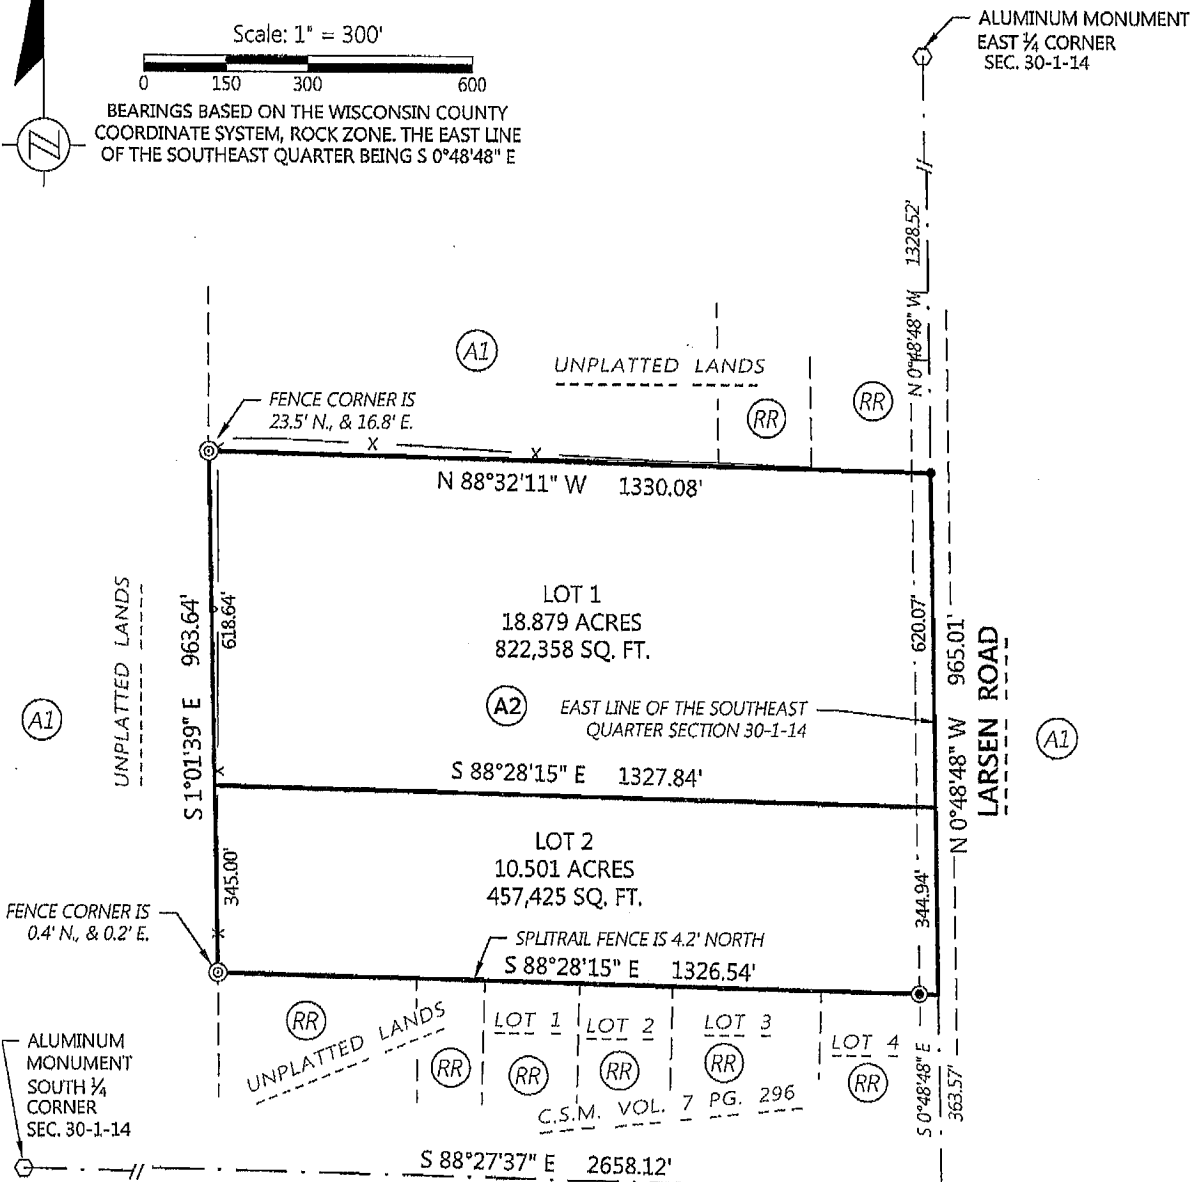 Scale: 1" = 300'
0 150 300 600
BEARINGS BASED ON THE WISCONSIN COUNTY
COORDINATE SYSTEM, ROCK ZONE. THE EAST LINE
OF THE SOUTHEAST QUARTER BEING S 0°48'48" E
N
ALUMINUM MONUMENT
EAST ¼ CORNER
SEC. 30-1-14
N 0°48'48" W 1328.52'
A1
UNPLATTED LANDS
RR
RR
FENCE CORNER IS
23.5' N., & 16.8' E.
X X
N 88°32'11" W 1330.08'
UNPLATTED LANDS
A1
S 1°01'39" E 963.64'
618.64'
LOT 1
18.879 ACRES
822,358 SQ. FT.
A2
EAST LINE OF THE SOUTHEAST
QUARTER SECTION 30-1-14
620.07'
N 0°48'48" W 965.01'
LARSEN ROAD
A1
S 88°28'15" E 1327.84'
345.00'
LOT 2
10.501 ACRES
457,425 SQ. FT.
344.94'
FENCE CORNER IS
0.4' N., & 0.2' E.
SPLITRAIL FENCE IS 4.2' NORTH
S 88°28'15" E 1326.54'
RR
UNPLATTED LANDS
RR
LOT 1
RR
LOT 2
RR
LOT 3
RR
LOT 4
RR
C.S.M. VOL. 7 PG. 296
S 0°48'48" E
363.57'
ALUMINUM
MONUMENT
SOUTH ¼
CORNER
SEC. 30-1-14
S 88°27'37" E 2658.12'